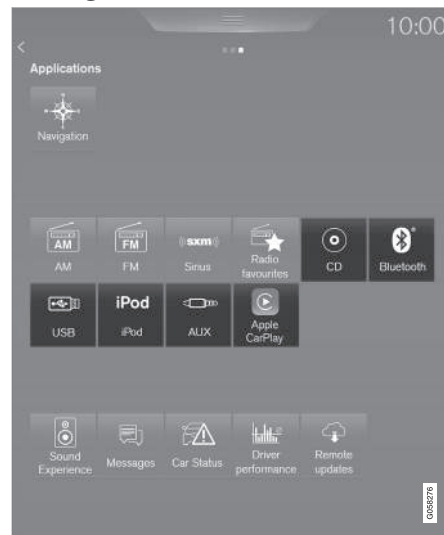 10:00
Applications
Navigation
AM
FM
sxm
Radio
favourites
AM
FM
Sirius
CD
Bluetooth
iPod
USB
iPod
AUX
Apple
CarPlay
Sound
Experience
Messages
Car Status
Driver
performance
Remote
updates
G058276